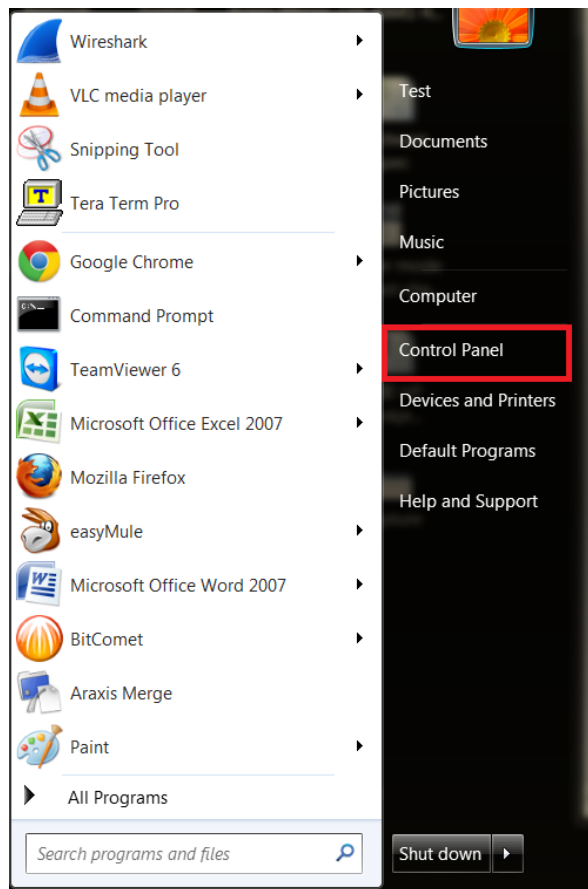 Wireshark
VLC media player
Snipping Tool
Tera Term Pro
Google Chrome
Command Prompt
TeamViewer 6
Microsoft Office Excel 2007
Mozilla Firefox
easyMule
Microsoft Office Word 2007
BitComet
Araxis Merge
Paint
All Programs
Search programs and files
Test
Documents
Pictures
Music
Computer
Control Panel
Devices and Printers
Default Programs
Help and Support
Shut down